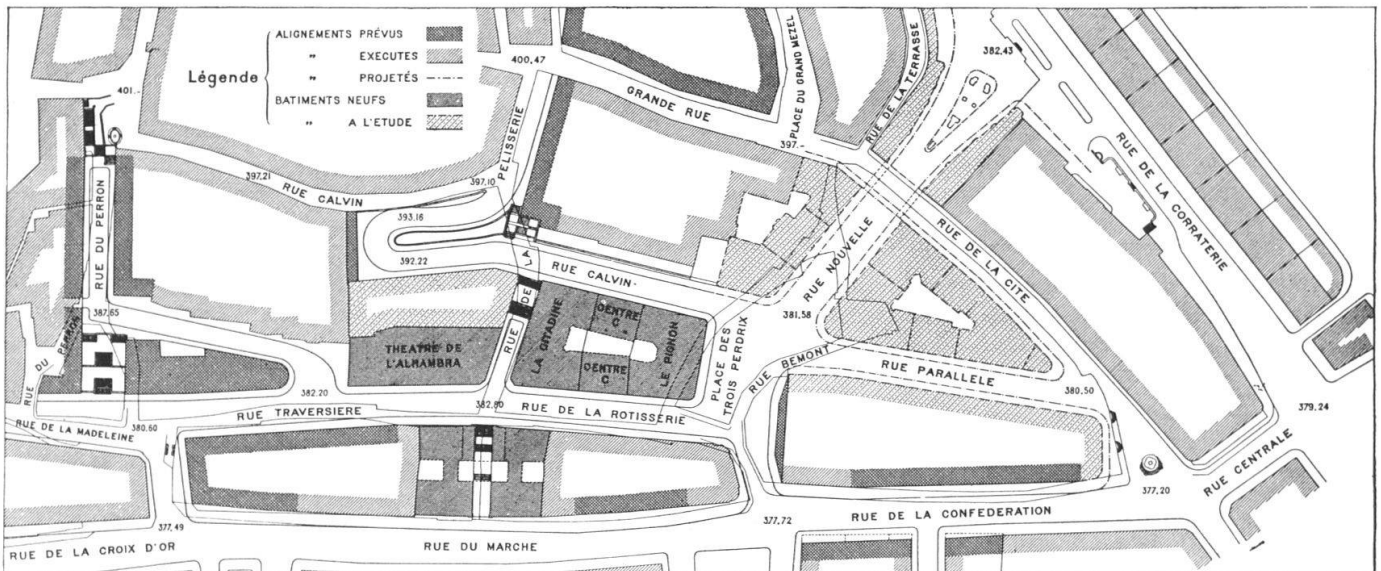 Légende
ALIGNEMENTS PRÉVUS
" EXECUTES
" PROJETÉS
BATIMENTS NEUFS
" A L'ETUDE
401.-
400,47
382,43
GRANDE RUE
PLACE DU GRAND MEZEL
RUE DE LA TERRASSE
G D
RUE DE LA CORRATERIE
397.-
397,21
RUE CALVIN
397,10
PELISSERIE
RUE DU PERRON
393,16
392,22
DE LA
RUE CALVIN
RUE NOUVELLE
RUE DE LA CITE
387,65
RUE
THEATRE DE
L'ALHAMBRA
LA CITADINE
CENTRE
C
CENTRE
C
LE PIGNON
381,58
PLACE DES
TROIS PERDRIX
RUE BEMONT
RUE PARALLELE
380,50
379,24
RUE DU PERRON
382,20
382,80
RUE DE LA ROTISSERIE
RUE TRAVERSIERE
RUE DE LA MADELEINE
380,60
RUE CENTRALE
377,20
377,49
377,72
RUE DE LA CONFEDERATION
RUE DE LA CROIX D'OR
RUE DU MARCHE